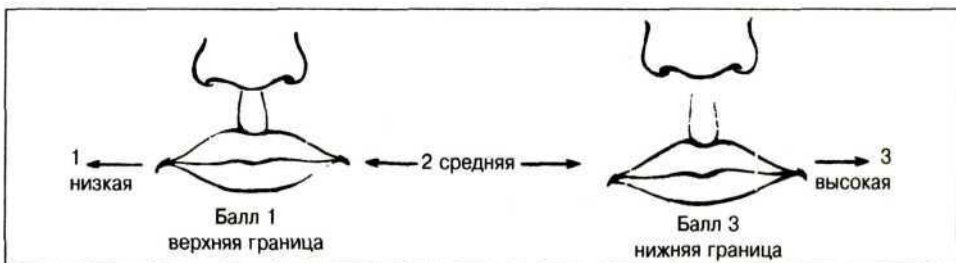 1
низкая
2 средняя
3
высокая
Балл 1
верхняя граница
Балл 3
нижняя граница